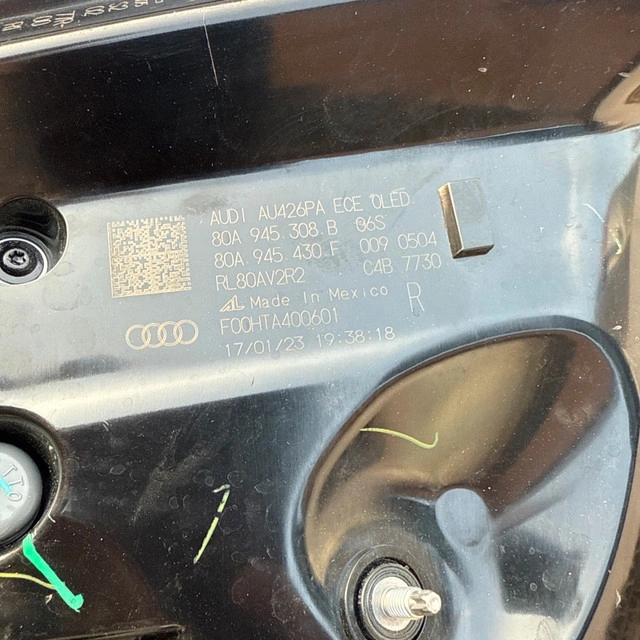 AUDI AU426PA ECE OLED
80A 945 308 B 06S
80A 945 430 009 0504
RL80AV2R2 C4B 7730
AL Made In Mexico R
F00HTA400601
17/01/23 19:38:18